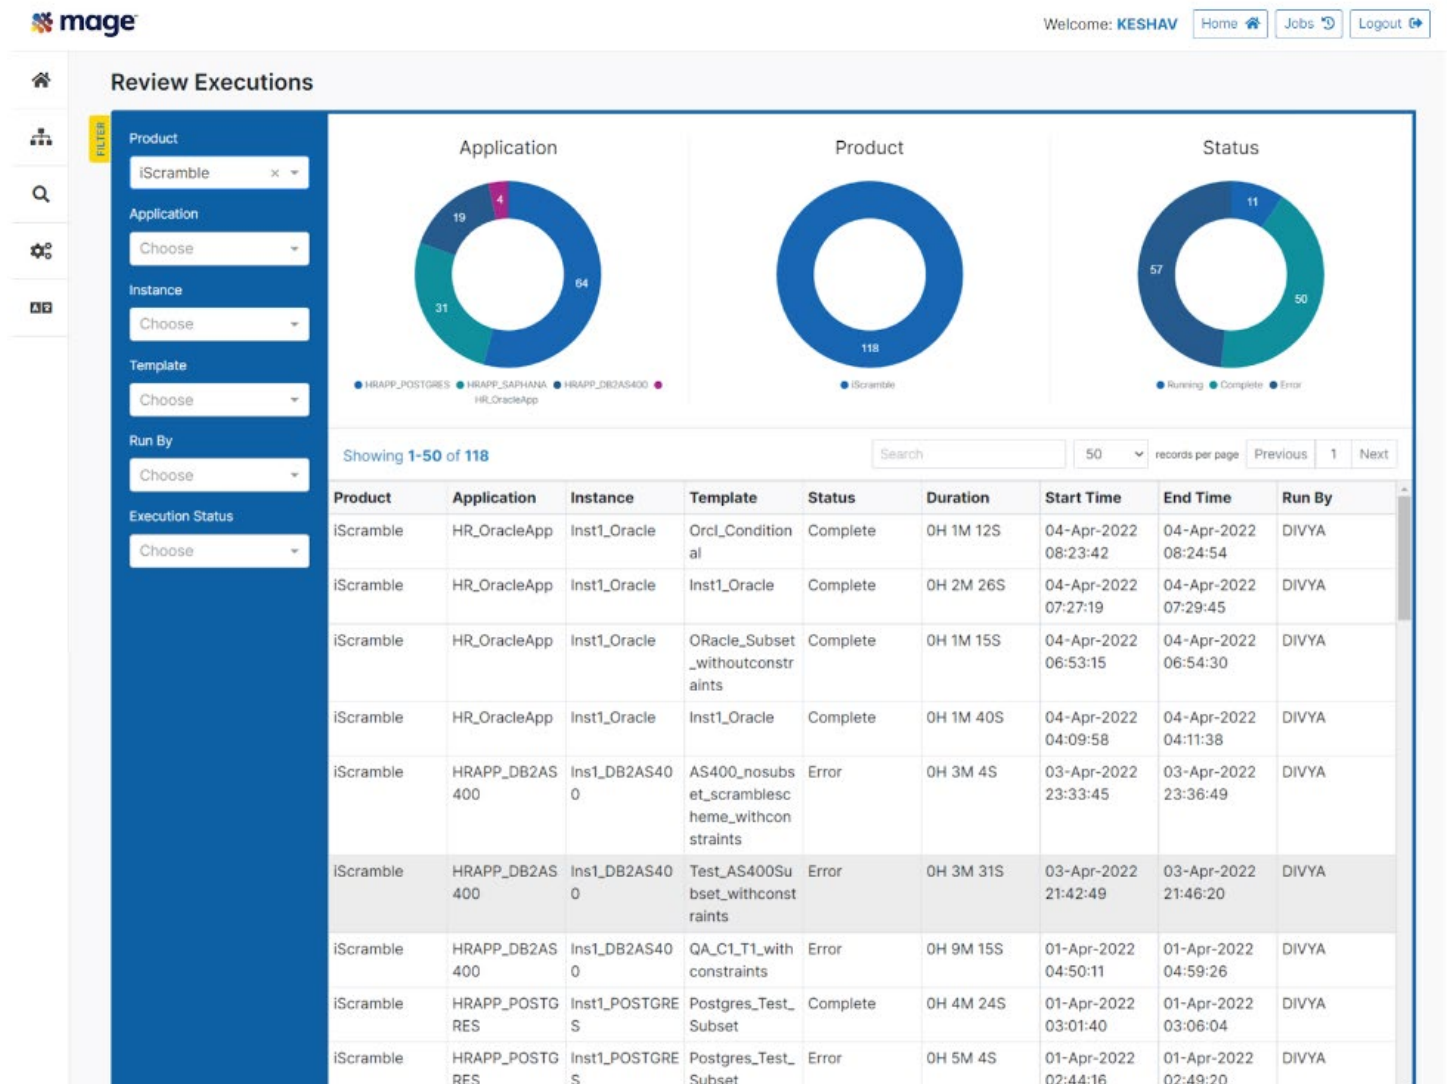 mage
Welcome: KESHAV Home Jobs Logout
Review Executions
FILTER
Product
iScramble × 
Application
Choose
Instance
Choose
Template
Choose
Run By
Choose
Execution Status
Choose
Application
4
19
64
31
HRAPP_POSTGRES HRAPP_SAPHANA HRAPP_DB2AS400
HR_OracleApp
Product
118
iScramble
Status
11
57
50
Running Complete Error
Showing 1-50 of 118 Search 50 records per page Previous 1 Next
Product Application Instance Template Status Duration Start Time End Time Run By
iScramble HR_OracleApp Inst1_Oracle Orcl_Condition Complete 0H 1M 12S 04-Apr-2022 04-Apr-2022 DIVYA
al 08:23:42 08:24:54
iScramble HR_OracleApp Inst1_Oracle Inst1_Oracle Complete 0H 2M 26S 04-Apr-2022 04-Apr-2022 DIVYA
07:27:19 07:29:45
iScramble HR_OracleApp Inst1_Oracle ORacle_Subset Complete 0H 1M 15S 04-Apr-2022 04-Apr-2022 DIVYA
_withoutconstr 06:53:15 06:54:30
aints
iScramble HR_OracleApp Inst1_Oracle Inst1_Oracle Complete 0H 1M 40S 04-Apr-2022 04-Apr-2022 DIVYA
04:09:58 04:11:38
iScramble HRAPP_DB2AS Ins1_DB2AS40 AS400_nosubs Error 0H 3M 4S 03-Apr-2022 03-Apr-2022 DIVYA
400 0 et_scramblesc 23:33:45 23:36:49
heme_withcon
straints
iScramble HRAPP_DB2AS Ins1_DB2AS40 Test_AS400Su Error 0H 3M 31S 03-Apr-2022 03-Apr-2022 DIVYA
400 0 bset_withconst 21:42:49 21:46:20
raints
iScramble HRAPP_DB2AS Ins1_DB2AS40 QA_C1_T1_with Error 0H 9M 15S 01-Apr-2022 01-Apr-2022 DIVYA
400 0 constraints 04:50:11 04:59:26
iScramble HRAPP_POSTG Inst1_POSTGRE Postgres_Test_ Complete 0H 4M 24S 01-Apr-2022 01-Apr-2022 DIVYA
RES S Subset 03:01:40 03:06:04
iScramble HRAPP_POSTG Inst1_POSTGRE Postgres_Test_ Error 0H 5M 4S 01-Apr-2022 01-Apr-2022 DIVYA
RES S Subset 02:44:16 02:49:20